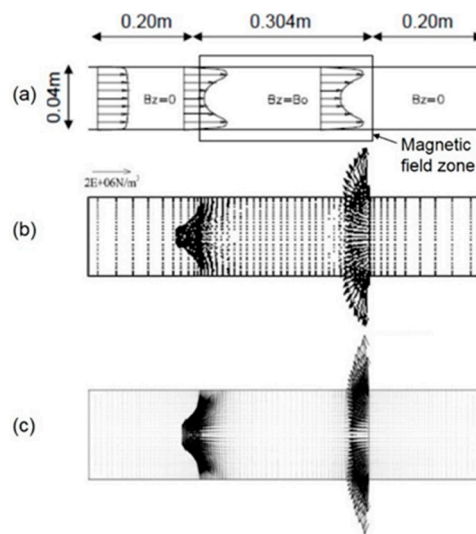 0.20m 0.304m 0.20m
(a)
0.04m
Bz=0 Bz=Bo Bz=0
Magnetic
field zone
2E+06N/m²
(b)
(c)